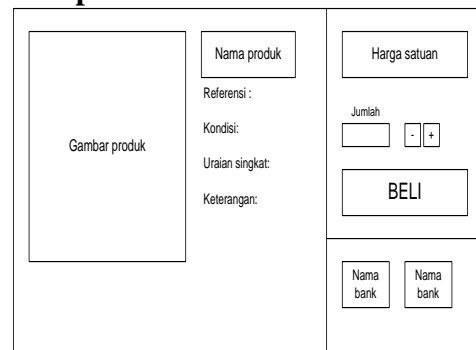 Nama produk
Harga satuan
Referensi :
Kondisi:
Uraian singkat:
Keterangan:
Gambar produk
Jumlah
- +
BELI
Nama
bank
Nama
bank